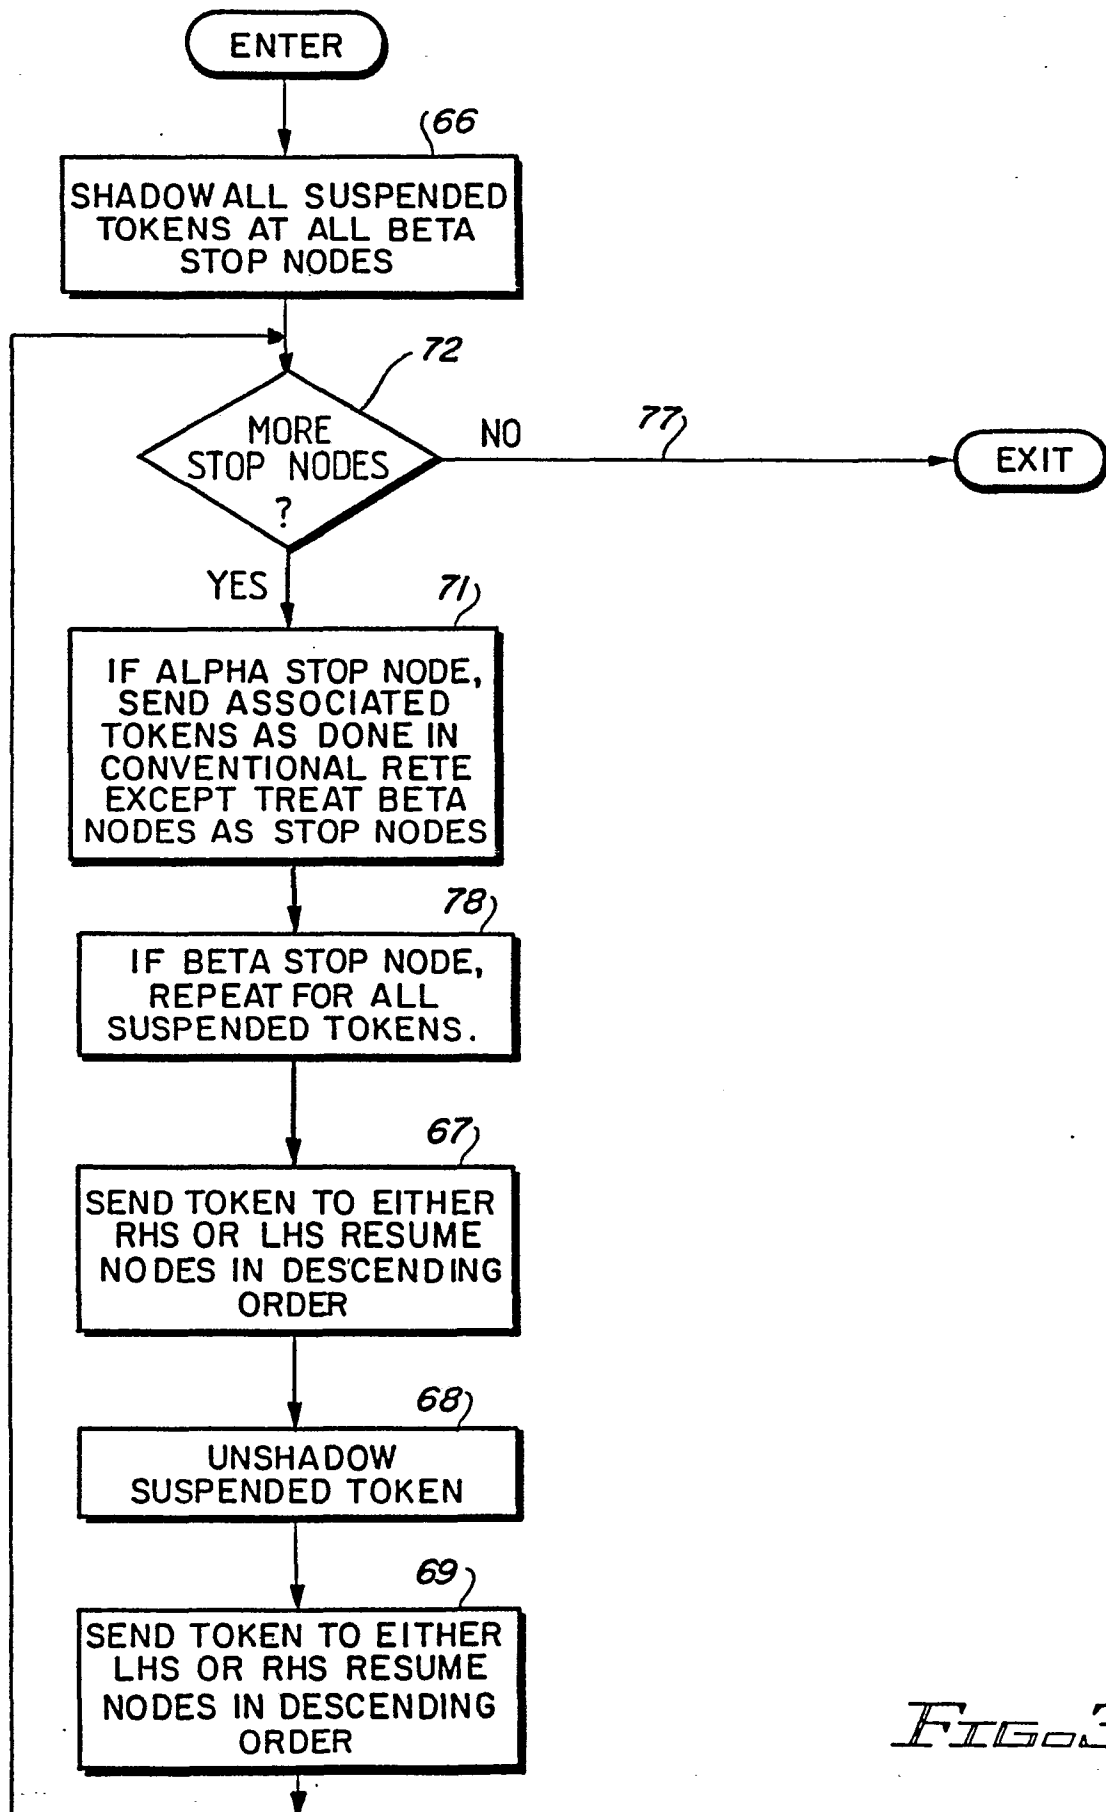 ENTER
66
SHADOW ALL SUSPENDED
TOKENS AT ALL BETA
STOP NODES
72
MORE
STOP NODES
?
NO
77
EXIT
YES
71
IF ALPHA STOP NODE,
SEND ASSOCIATED
TOKENS AS DONE IN
CONVENTIONAL RETE
EXCEPT TREAT BETA
NODES AS STOP NODES
78
IF BETA STOP NODE,
REPEAT FOR ALL
SUSPENDED TOKENS.
67
SEND TOKEN TO EITHER
RHS OR LHS RESUME
NODES IN DESCENDING
ORDER
68
UNSHADOW
SUSPENDED TOKEN
69
SEND TOKEN TO EITHER
LHS OR RHS RESUME
NODES IN DESCENDING
ORDER
FIG. 3